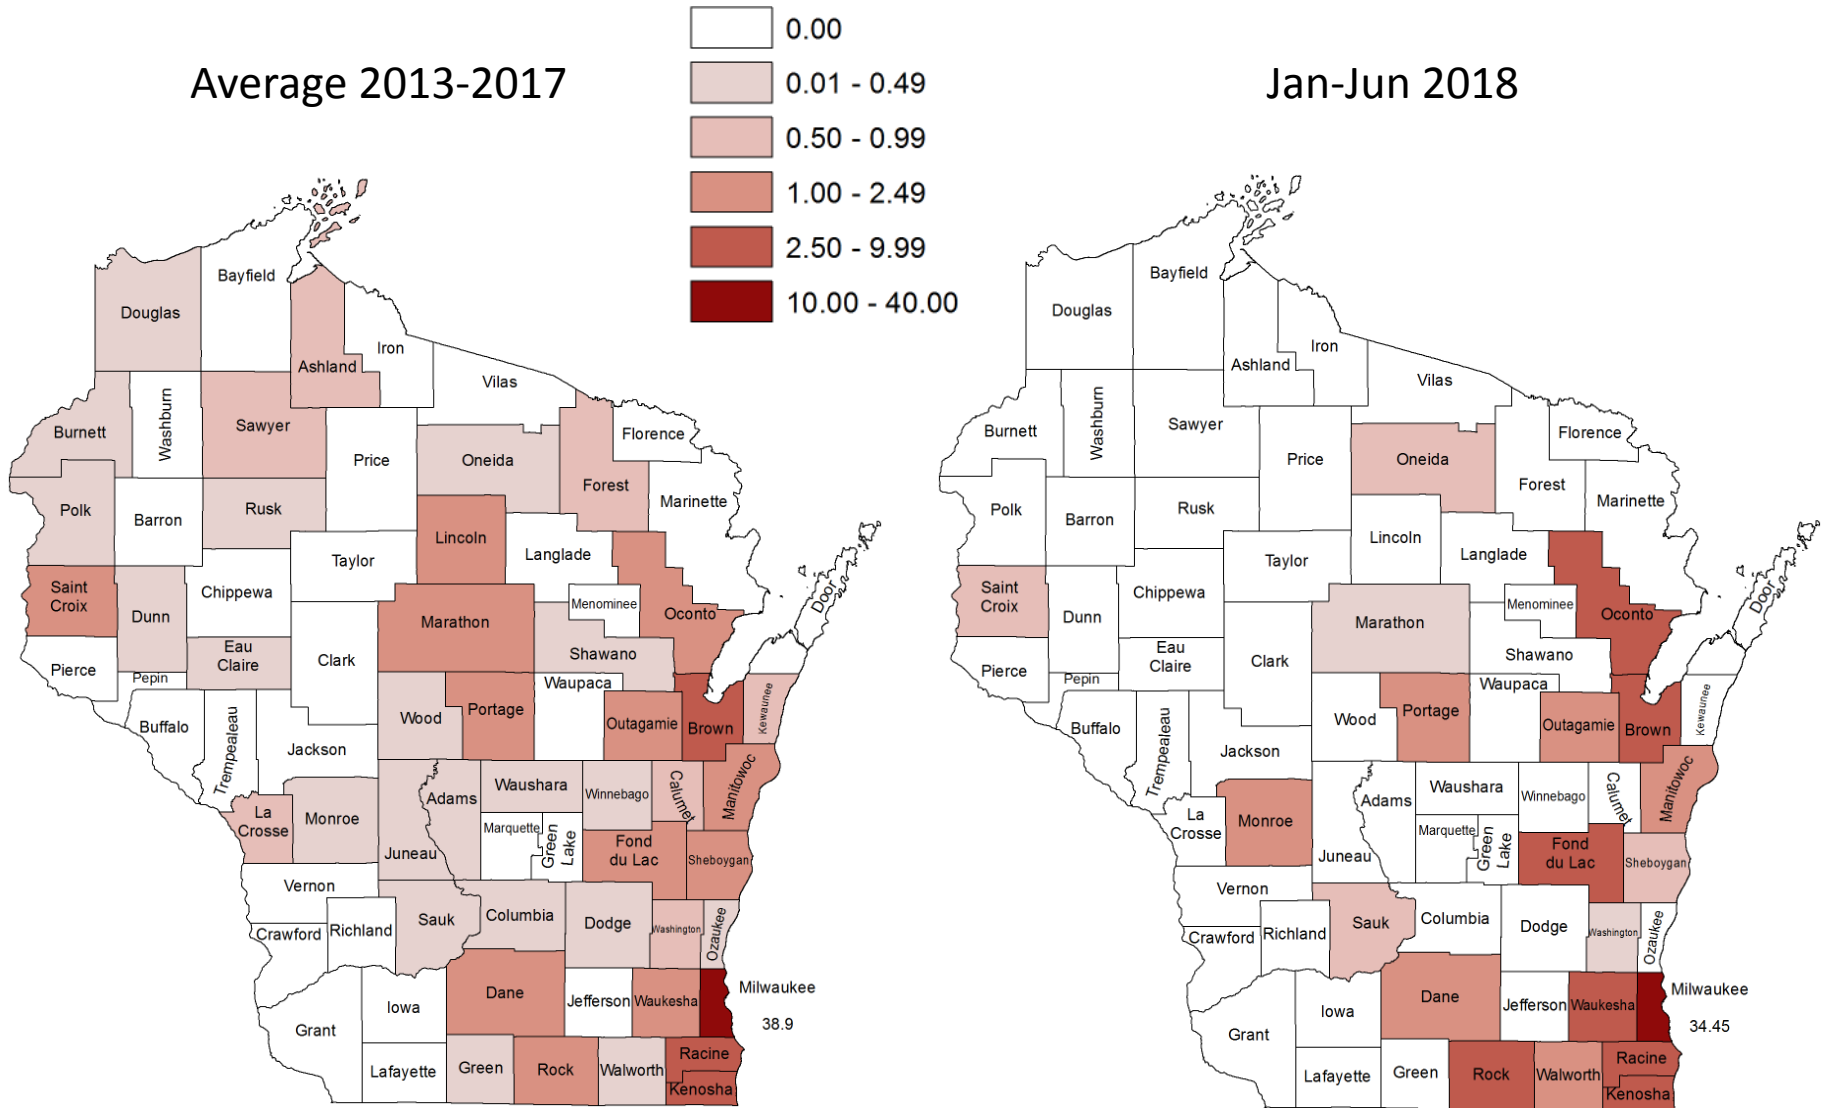 0.00
0.01 - 0.49
0.50 - 0.99
1.00 - 2.49
2.50 - 9.99
10.00 - 40.00
Average 2013-2017
Bayfield
Douglas
Iron
Ashland
Vilas
Washburn
Burnett
Sawyer
Florence
Price
Oneida
Forest
Marinette
Polk
Barron
Rusk
Lincoln
Langlade
Taylor
Saint
Croix
Chippewa
Menominee
Door
Dunn
Marathon
Oconto
Eau
Claire
Shawano
Clark
Pierce
Pepin
Waupaca
Kewaunee
Buffalo
Trempealeau
Wood
Portage
Outagamie
Brown
Jackson
Waushara
Winnebago
Calumet
Manitowoc
Adams
La
Crosse
Monroe
Marquette
Green
Lake
Fond
du Lac
Juneau
Sheboygan
Vernon
Sauk
Columbia
Dodge
Washington
Ozaukee
Crawford
Richland
Dane
Jefferson
Waukesha
Milwaukee
38.9
Iowa
Grant
Racine
Lafayette
Green
Rock
Walworth
Kenosha
Jan-Jun 2018
Bayfield
Douglas
Iron
Ashland
Vilas
Washburn
Burnett
Sawyer
Florence
Price
Oneida
Forest
Marinette
Polk
Barron
Rusk
Lincoln
Langlade
Taylor
Saint
Croix
Chippewa
Menominee
Door
Dunn
Marathon
Oconto
Eau
Claire
Shawano
Clark
Pierce
Pepin
Waupaca
Kewaunee
Buffalo
Trempealeau
Wood
Portage
Outagamie
Brown
Jackson
Waushara
Winnebago
Calumet
Manitowoc
Adams
La
Crosse
Monroe
Marquette
Green
Lake
Fond
du Lac
Juneau
Sheboygan
Vernon
Sauk
Columbia
Dodge
Washington
Ozaukee
Crawford
Richland
Dane
Jefferson
Waukesha
Milwaukee
34.45
Iowa
Grant
Racine
Lafayette
Green
Rock
Walworth
Kenosha